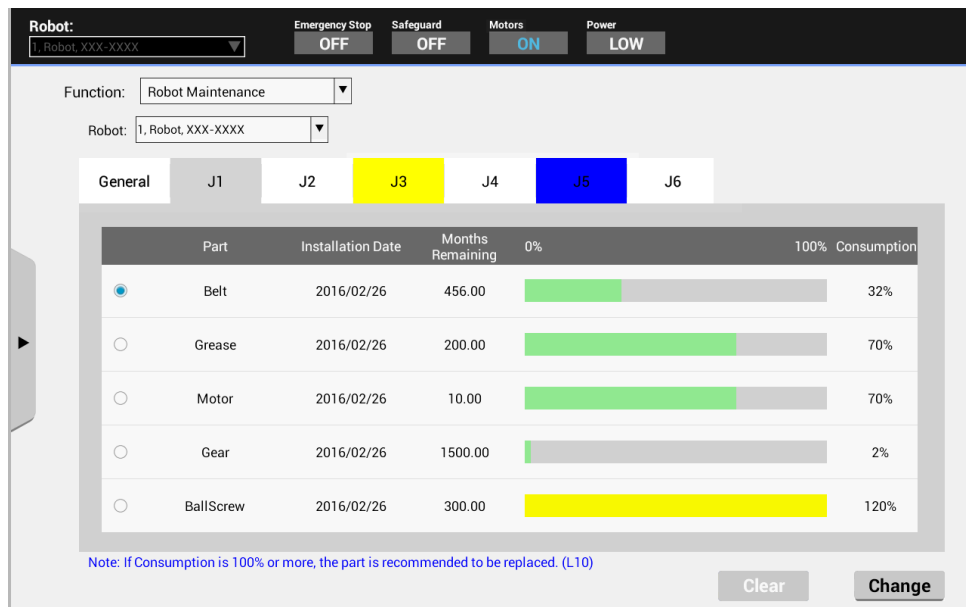 Robot:
1, Robot, XXX-XXXX
Emergency Stop
OFF
Safeguard
OFF
Motors
ON
Power
LOW
Function: Robot Maintenance
Robot: 1, Robot, XXX-XXXX
General J1 J2 J3 J4 J5 J6
Part Installation Date Months Remaining 0% 100% Consumption
Belt 2016/02/26 456.00 32%
Grease 2016/02/26 200.00 70%
Motor 2016/02/26 10.00 70%
Gear 2016/02/26 1500.00 2%
BallScrew 2016/02/26 300.00 120%
Note: If Consumption is 100% or more, the part is recommended to be replaced. (L10)
Clear Change